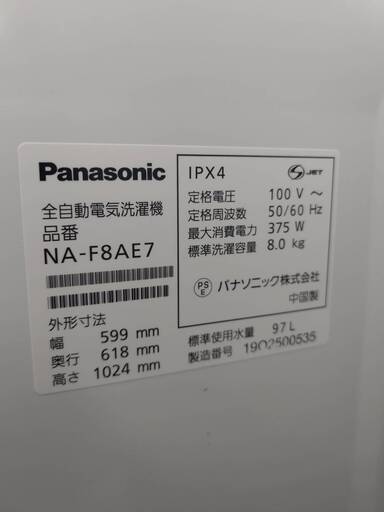 Panasonic
全自動電気洗濯機
品番
NA-F8AE7
外形寸法
幅 599 mm
奥行 618 mm
高さ 1024 mm
IPX4
JET
定格電圧 100 V ～
定格周波数 50/60 Hz
最大消費電力 375 W
標準洗濯容量 8.0 kg
PS
E
パナソニック株式会社
中国製
標準使用水量 97 L
製造番号 19O2500535